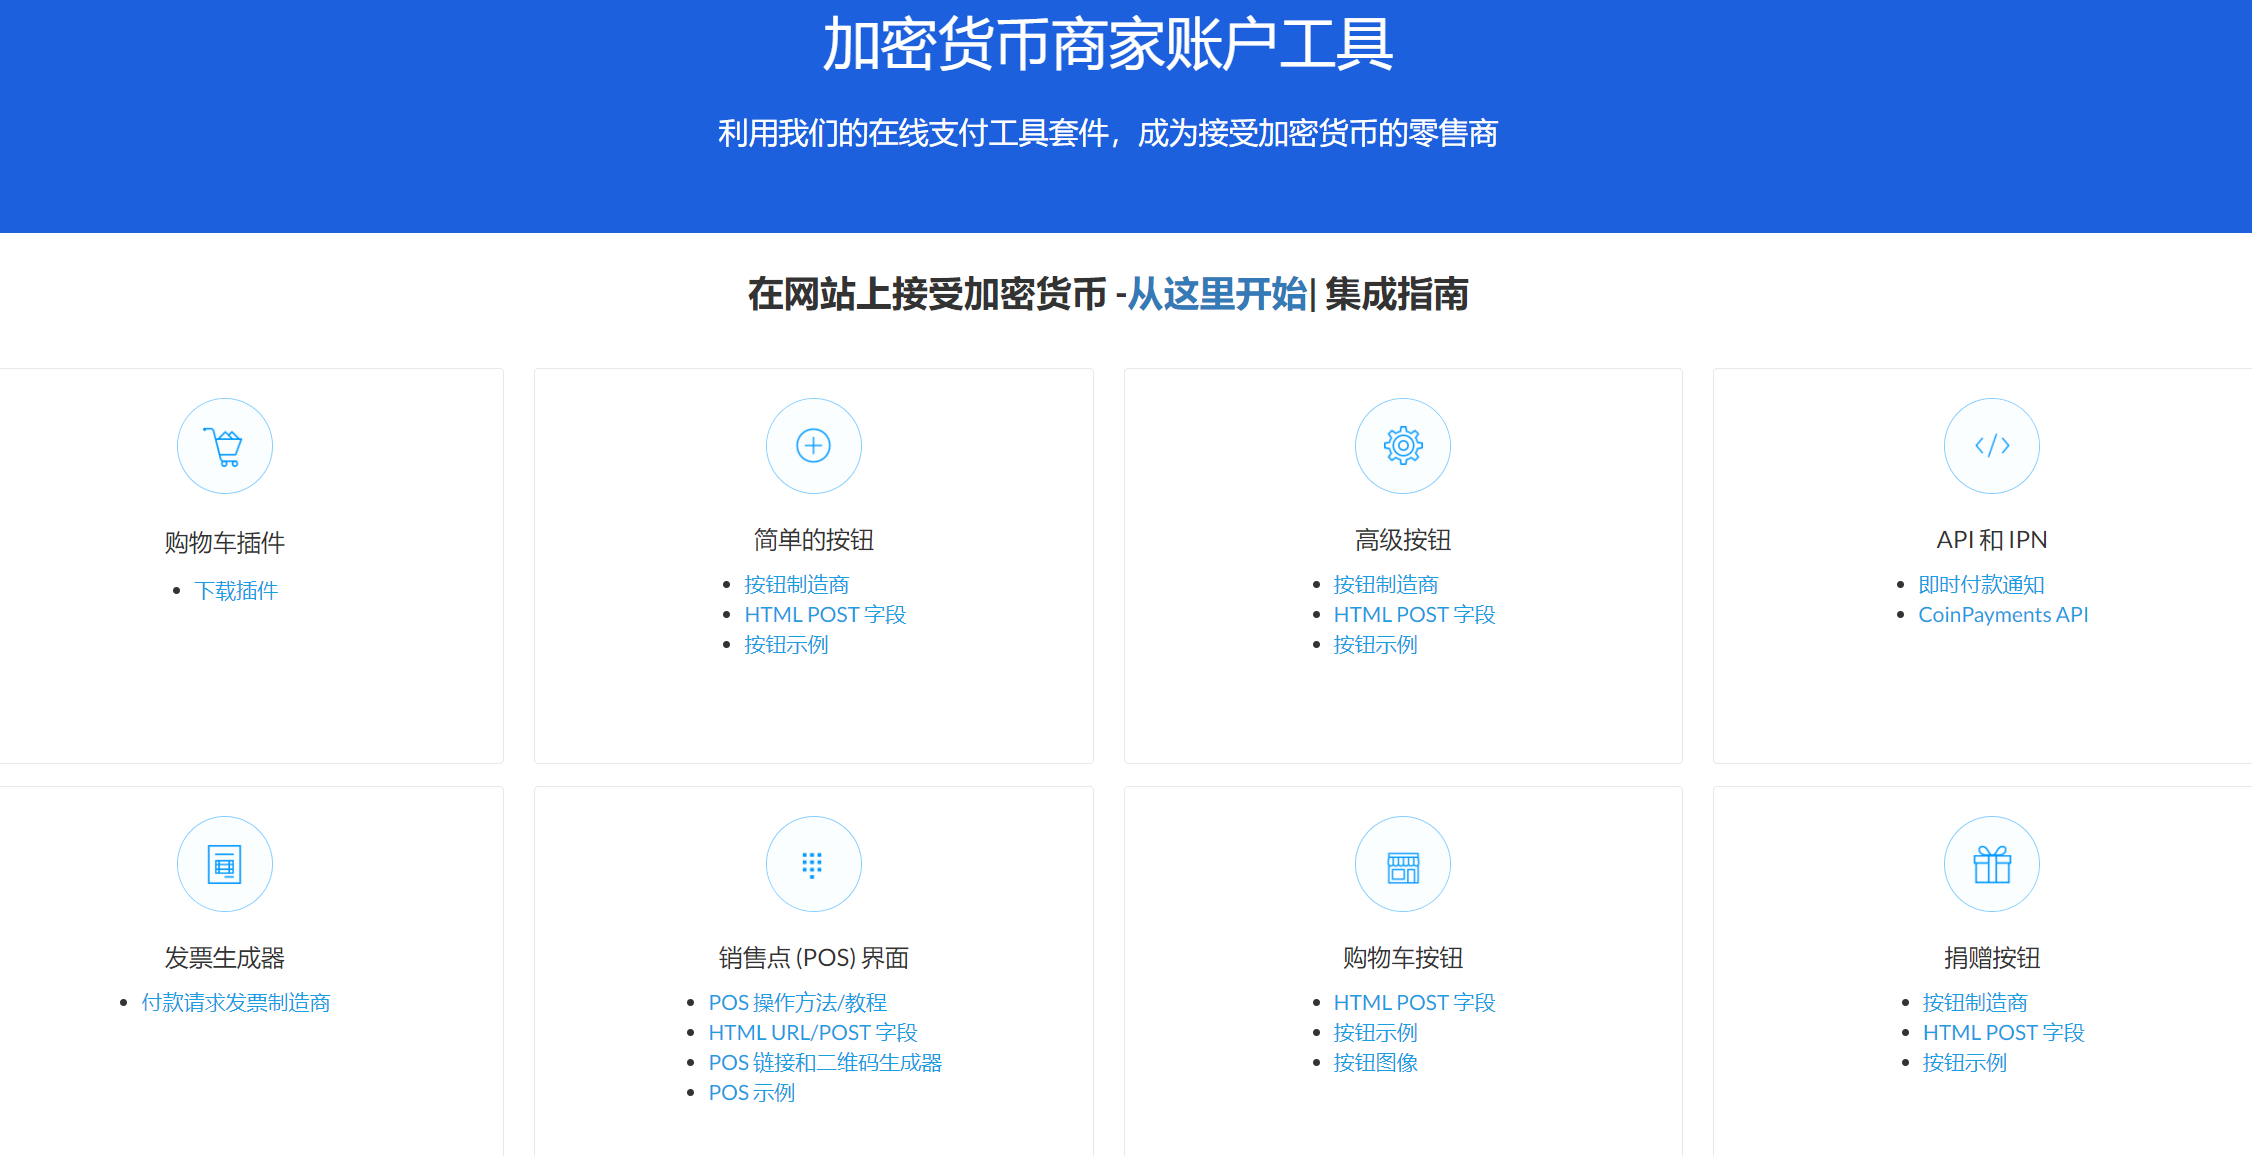 加密货币商家账户工具
利用我们的在线支付工具套件，成为接受加密货币的零售商
在网站上接受加密货币 -从这里开始| 集成指南
购物车插件
下载插件
简单的按钮
按钮制造商
HTML POST 字段
按钮示例
高级按钮
按钮制造商
HTML POST 字段
按钮示例
API 和 IPN
即时付款通知
CoinPayments API
发票生成器
付款请求发票制造商
销售点 (POS) 界面
POS 操作方法/教程
HTML URL/POST 字段
POS 链接和二维码生成器
POS 示例
购物车按钮
HTML POST 字段
按钮示例
按钮图像
捐赠按钮
按钮制造商
HTML POST 字段
按钮示例